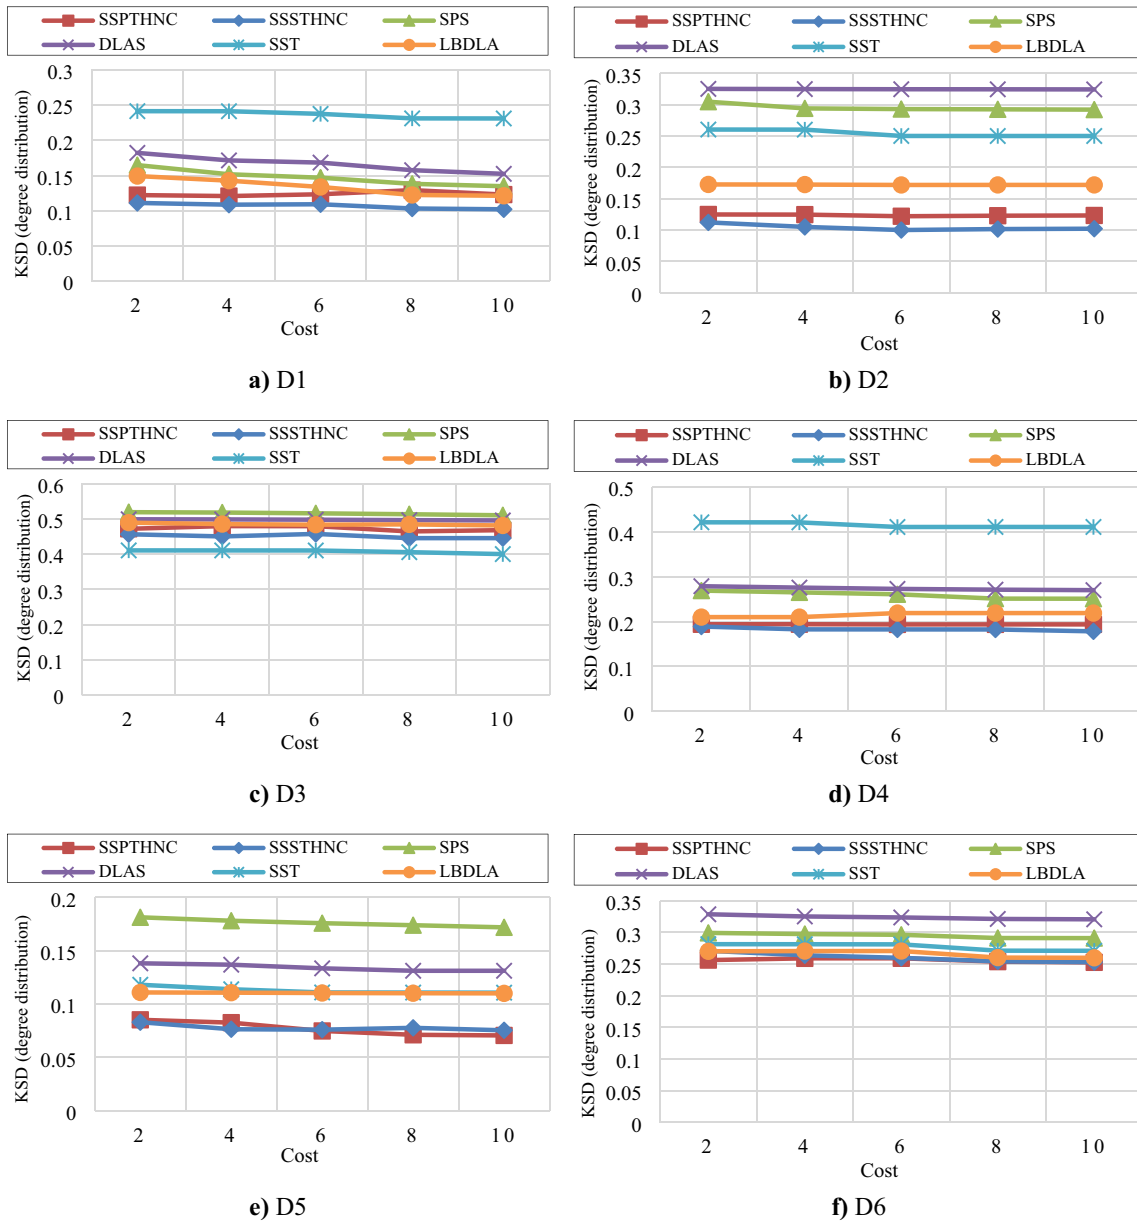 SSPTHNC SSSTHNC SPS
DLAS SST LBDLA
KSD (degree distribution)
0.3
0.25
0.2
0.15
0.1
0.05
0
2 4 6 8 10
Cost
a) D1
SSPTHNC SSSTHNC SPS
DLAS SST LBDLA
KSD (degree distribution)
0.35
0.3
0.25
0.2
0.15
0.1
0.05
0
2 4 6 8 10
Cost
b) D2
SSPTHNC SSSTHNC SPS
DLAS SST LBDLA
KSD (degree distribution)
0.6
0.5
0.4
0.3
0.2
0.1
0
2 4 6 8 10
Cost
c) D3
SSPTHNC SSSTHNC SPS
DLAS SST LBDLA
KSD (degree distribution)
0.5
0.4
0.3
0.2
0.1
0
2 4 6 8 10
Cost
d) D4
SSPTHNC SSSTHNC SPS
DLAS SST LBDLA
KSD (degree distribution)
0.2
0.15
0.1
0.05
0
2 4 6 8 10
Cost
e) D5
SSPTHNC SSSTHNC SPS
DLAS SST LBDLA
KSD (degree distribution)
0.35
0.3
0.25
0.2
0.15
0.1
0.05
0
2 4 6 8 10
Cost
f) D6